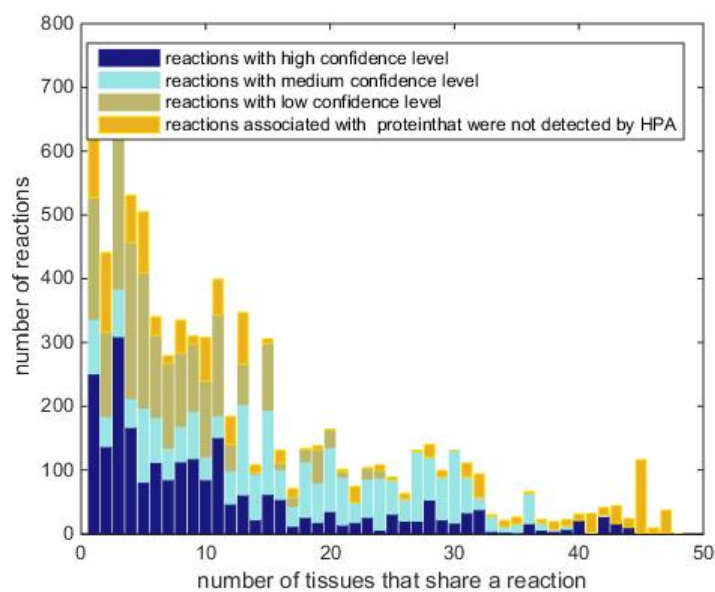 800
700
600
500
400
300
200
100
0
number of reactions
reactions with high confidence level
reactions with medium confidence level
reactions with low confidence level
reactions associated with proteinthat were not detected by HPA
0 10 20 30 40 50
number of tissues that share a reaction